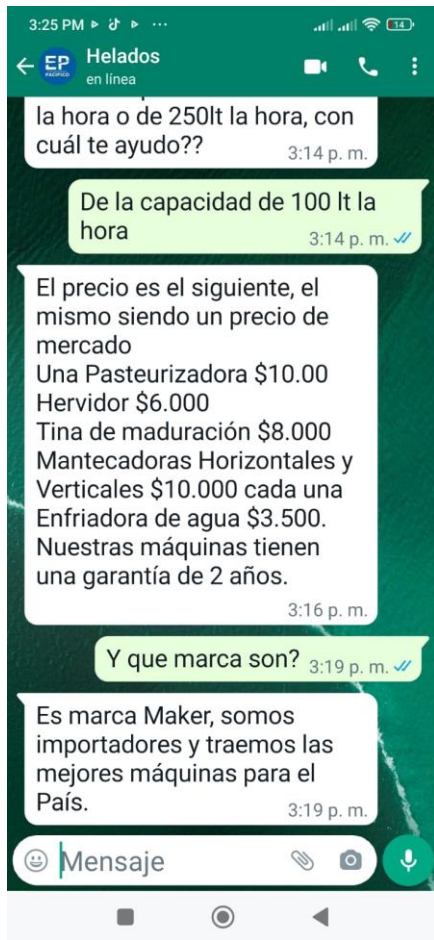 3:25 PM
14
EP
PACÍFICO
Helados
en línea
la hora o de 250lt la hora, con
cuál te ayudo??
3:14 p. m.
De la capacidad de 100 lt la
hora
3:14 p. m.
El precio es el siguiente, el
mismo siendo un precio de
mercado
Una Pasteurizadora $10.00
Hervidor $6.000
Tina de maduración $8.000
Mantecadoras Horizontales y
Verticales $10.000 cada una
Enfriadora de agua $3.500.
Nuestras máquinas tienen
una garantía de 2 años.
3:16 p. m.
Y que marca son?
3:19 p. m.
Es marca Maker, somos
importadores y traemos las
mejores máquinas para el
País.
3:19 p. m.
Mensaje